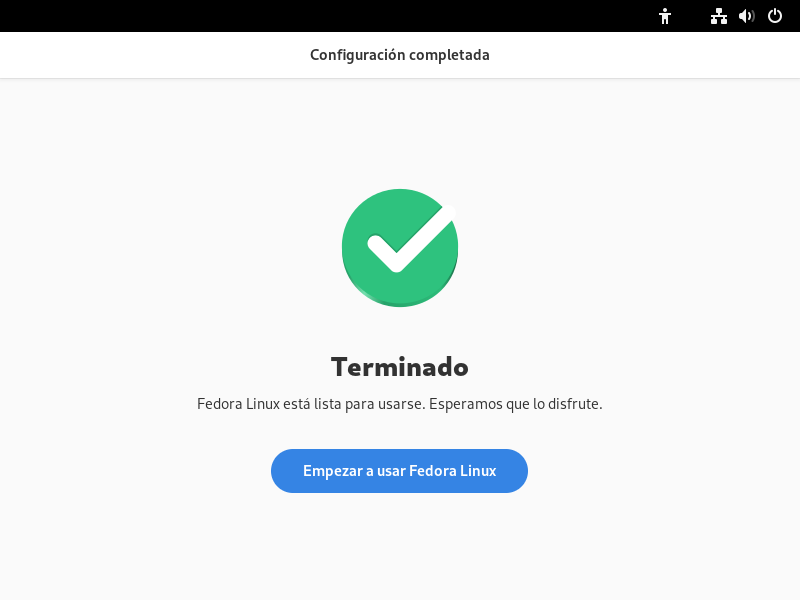 Configuración completada
Terminado
Fedora Linux está lista para usarse. Esperamos que lo disfrute.
Empezar a usar Fedora Linux